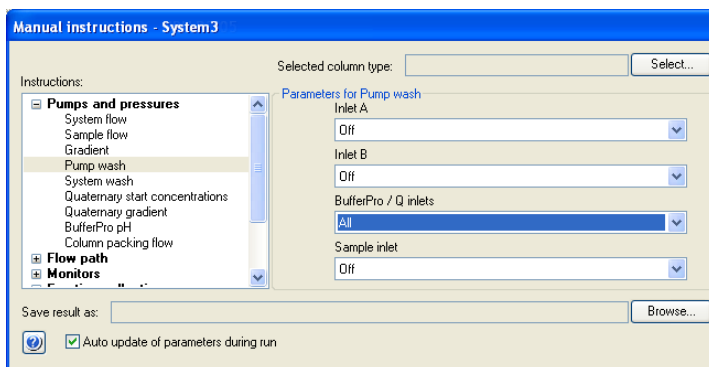 Manual instructions - System3
Selected column type:
Select...
Instructions:
Pumps and pressures
System flow
Sample flow
Gradient
Pump wash
System wash
Quaternary start concentrations
Quaternary gradient
BufferPro pH
Column packing flow
Flow path
Monitors
Parameters for Pump wash
Inlet A
Off
Inlet B
Off
BufferPro / Q inlets
All
Sample inlet
Off
Save result as:
Browse...
Auto update of parameters during run